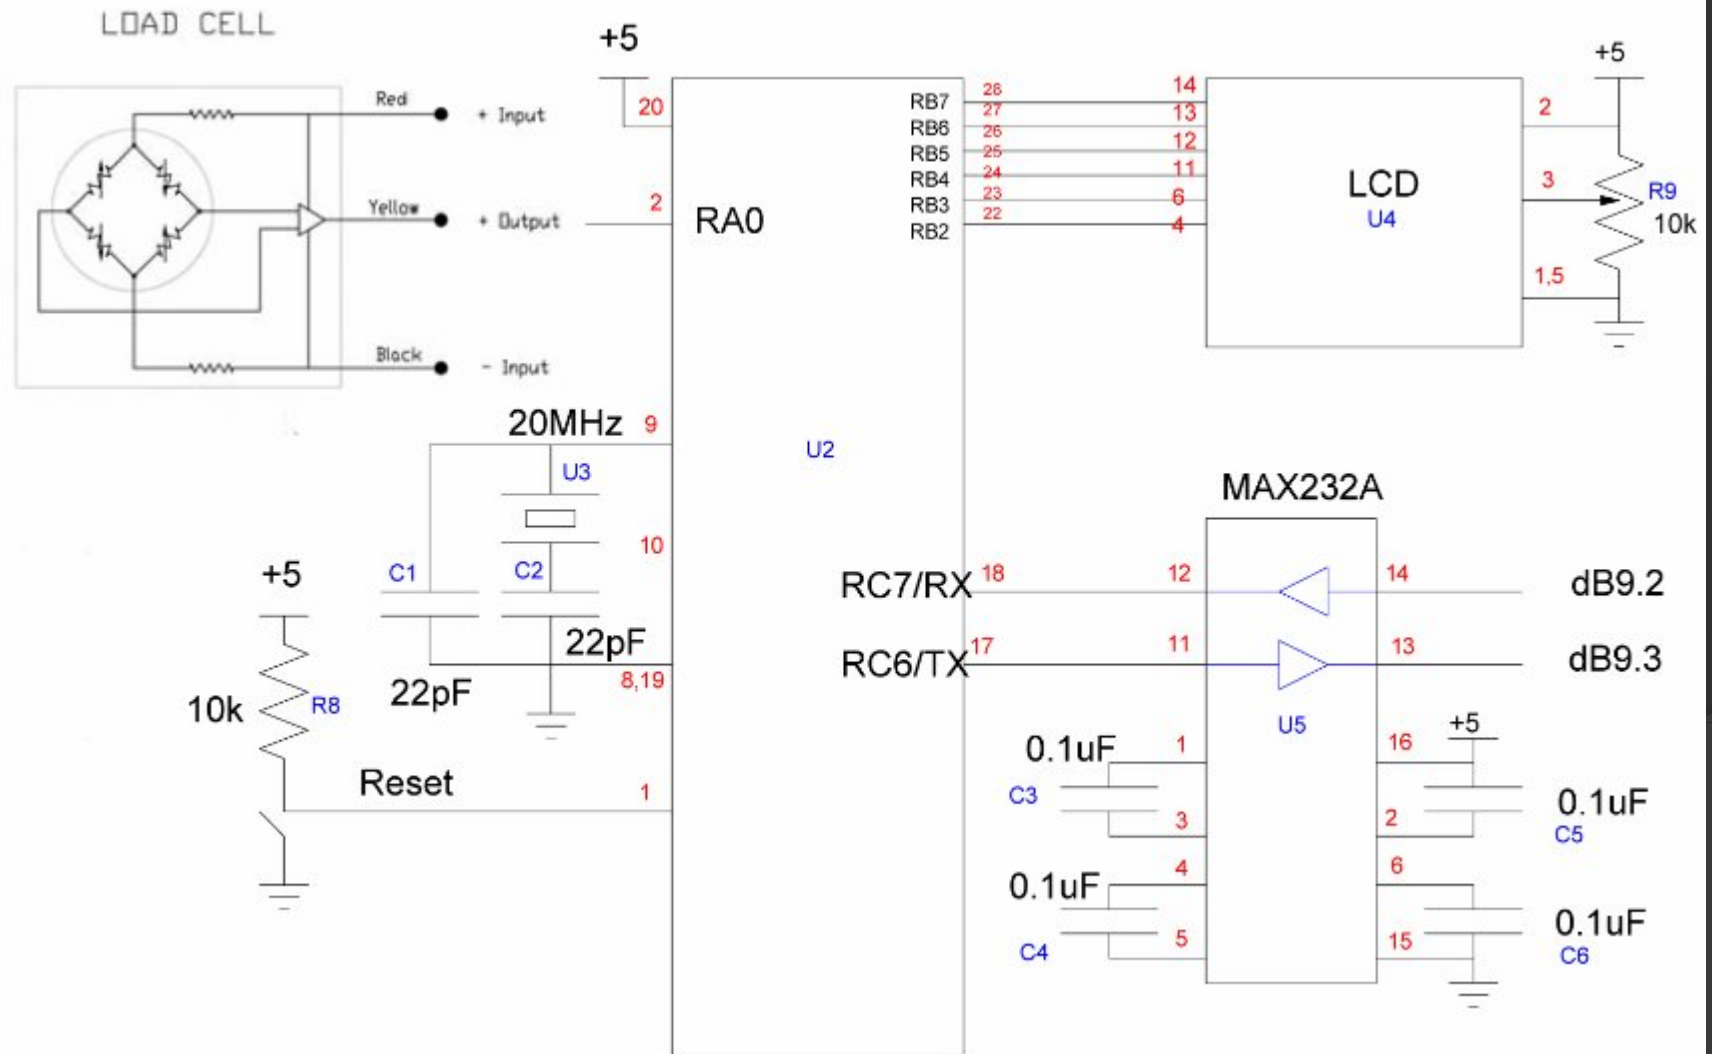 LOAD CELL
Red
+ Input
Yellow
+ Output
Black
- Input
+5
20
2
RA0
20MHz
9
U3
10
C1
C2
22pF
22pF
8,19
+5
10k
R8
Reset
1
U2
RB7
RB6
RB5
RB4
RB3
RB2
28
27
26
25
24
23
22
14
13
12
11
6
4
LCD
U4
2
3
1,5
+5
R9
10k
RC7/RX
18
RC6/TX
17
MAX232A
12
14
dB9.2
11
13
dB9.3
U5
0.1uF
C3
1
3
0.1uF
C4
4
5
16
+5
2
0.1uF
C5
6
15
0.1uF
C6